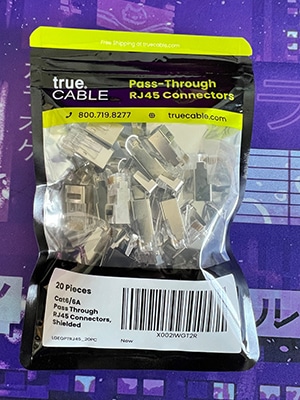 Free Shipping at truecable.com
true
CABLE
Pass-Through
RJ45 Connectors
800.719.8277
truecable.com
20 Pieces
Cat6/6A
Pass Through
RJ45 Connectors,
Shielded
X002IWGT2R
New